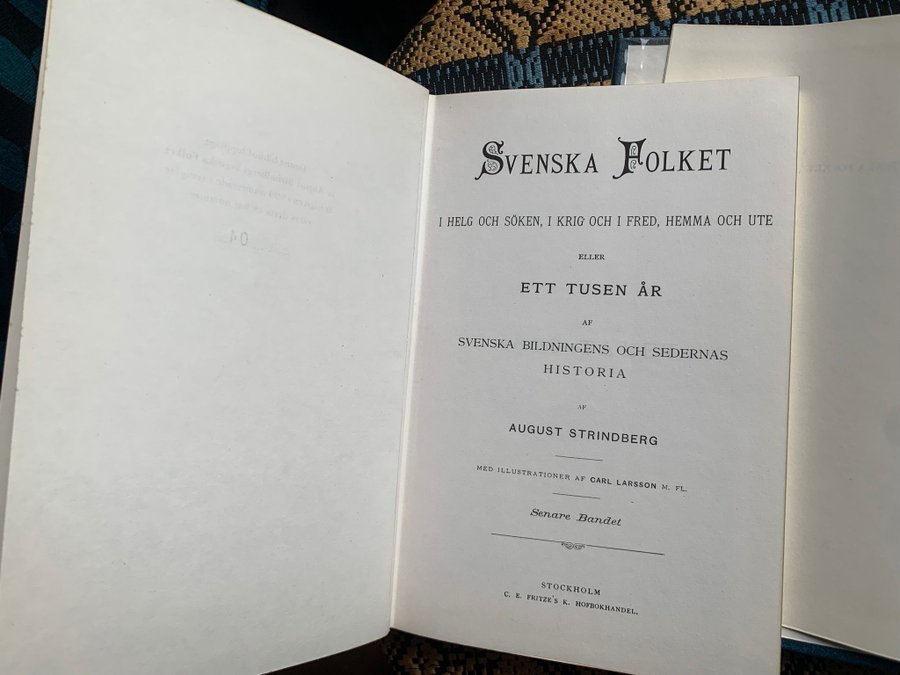 SVENSKA FOLKET
I HELG OCH SÖKEN, I KRIG OCH I FRED, HEMMA OCH UTE
ELLER
ETT TUSEN ÅR
AF
SVENSKA BILDNINGENS OCH SEDERNAS
HISTORIA
AF
AUGUST STRINDBERG
MED ILLUSTRATIONER AF CARL LARSSON M. FL.
Senare Bandet
STOCKHOLM
C. E. FRITZE'S K. HOFBOKHANDEL.